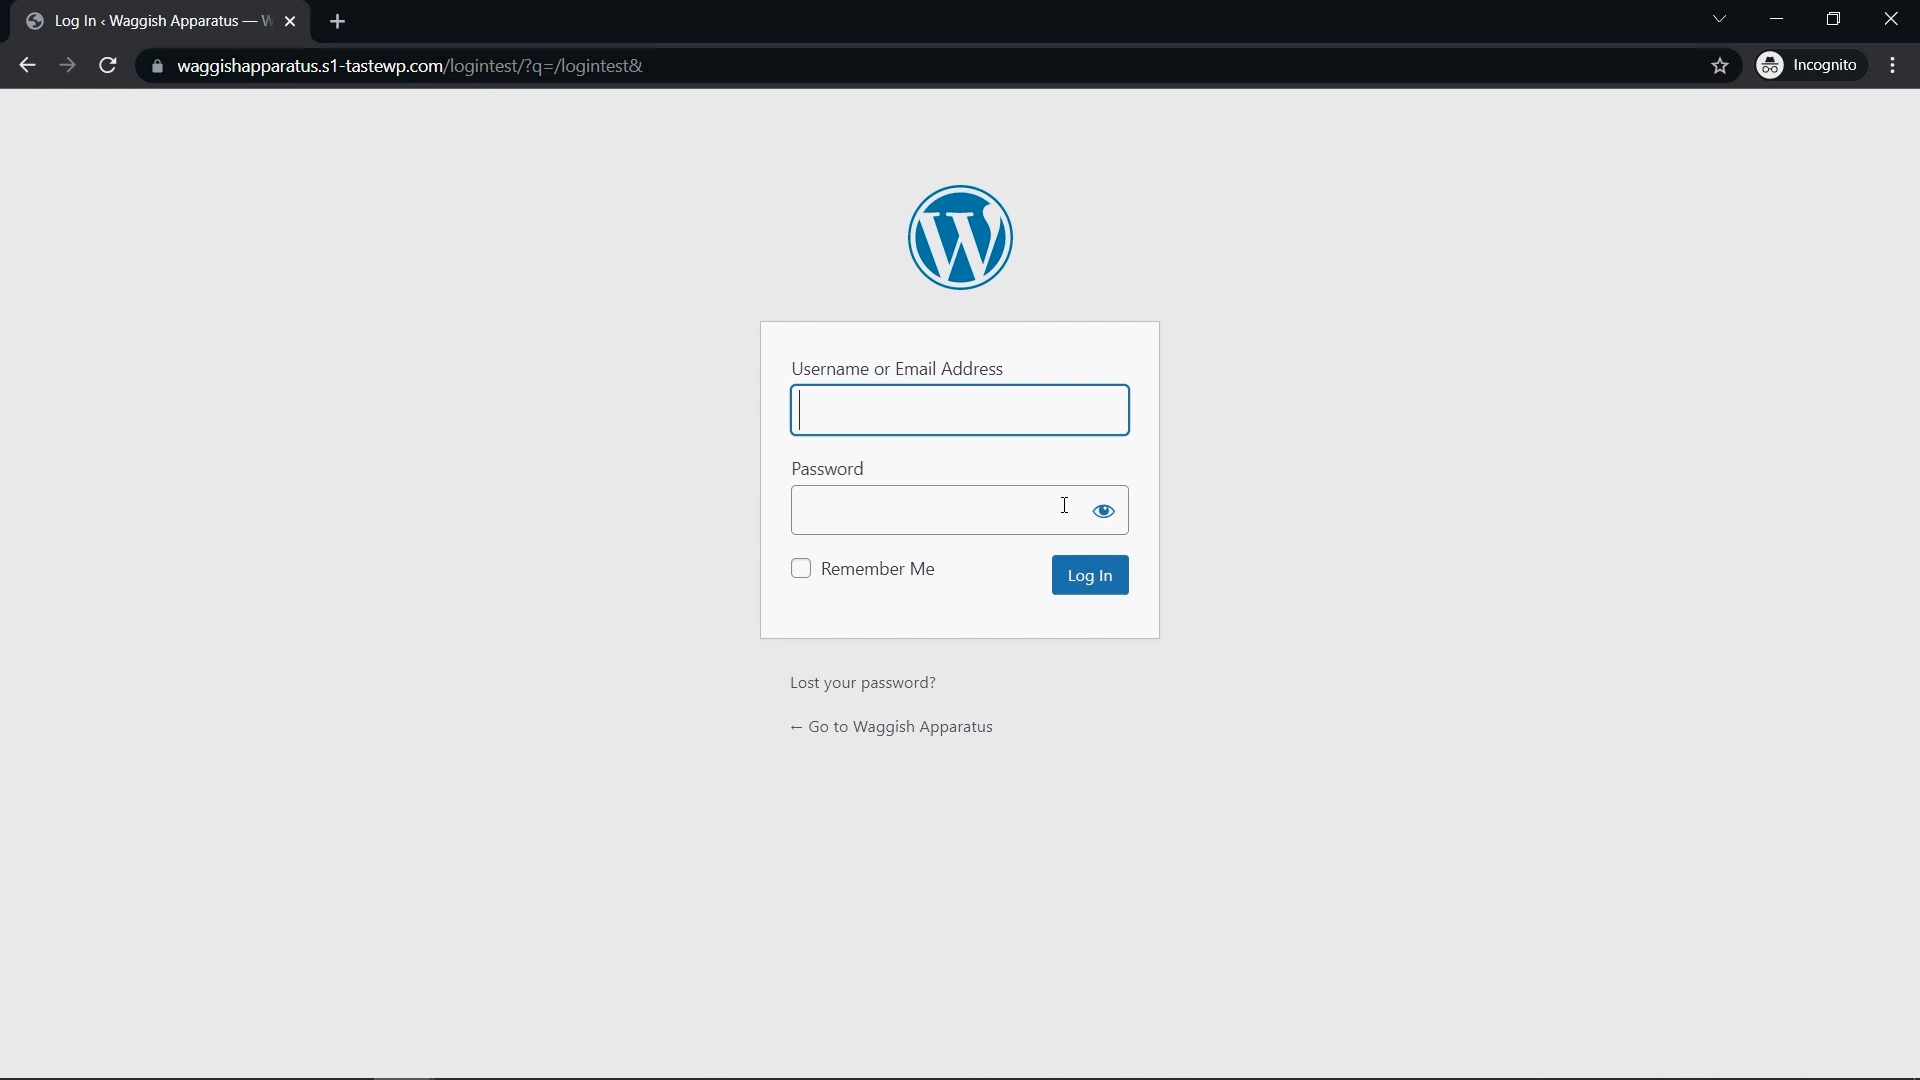 Log In ‹ Waggish Apparatus — W
waggishapparatus.s1-tastewp.com/logintest/?q=/logintest&
Incognito
Username or Email Address
Password
Remember Me
Log In
Lost your password?
← Go to Waggish Apparatus